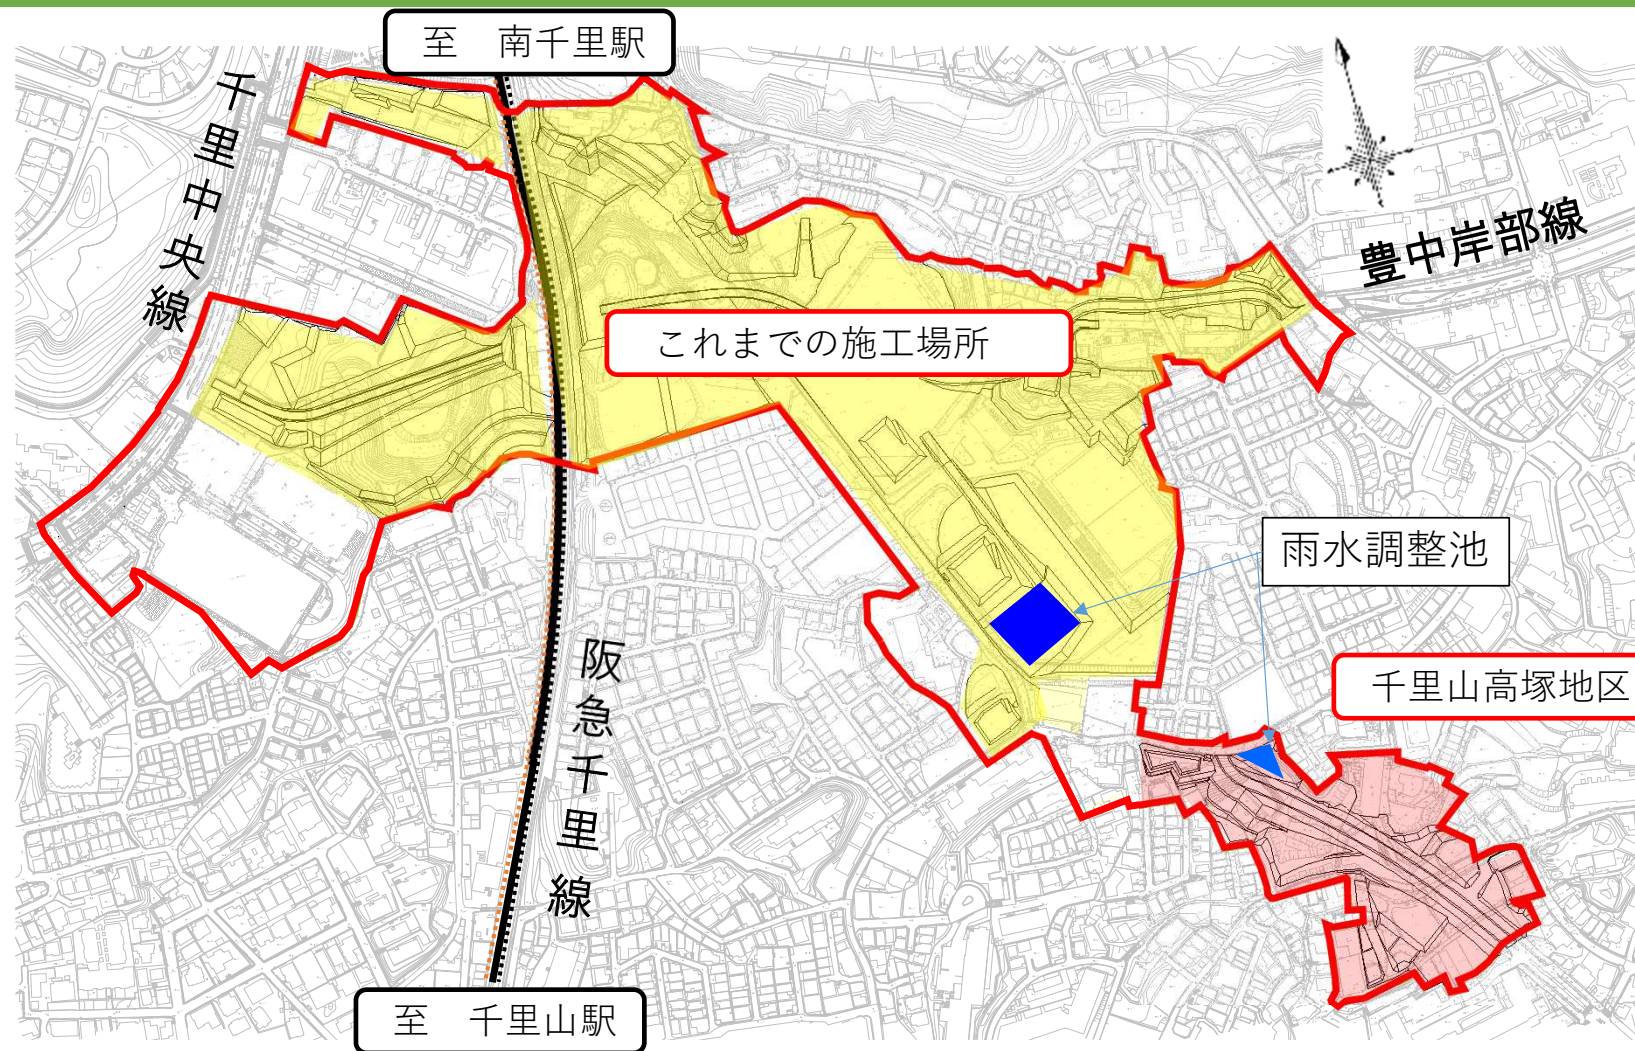 至　南千里駅
千里中央線
豊中岸部線
これまでの施工場所
雨水調整池
千里山高塚地区
阪急千里線
至　千里山駅